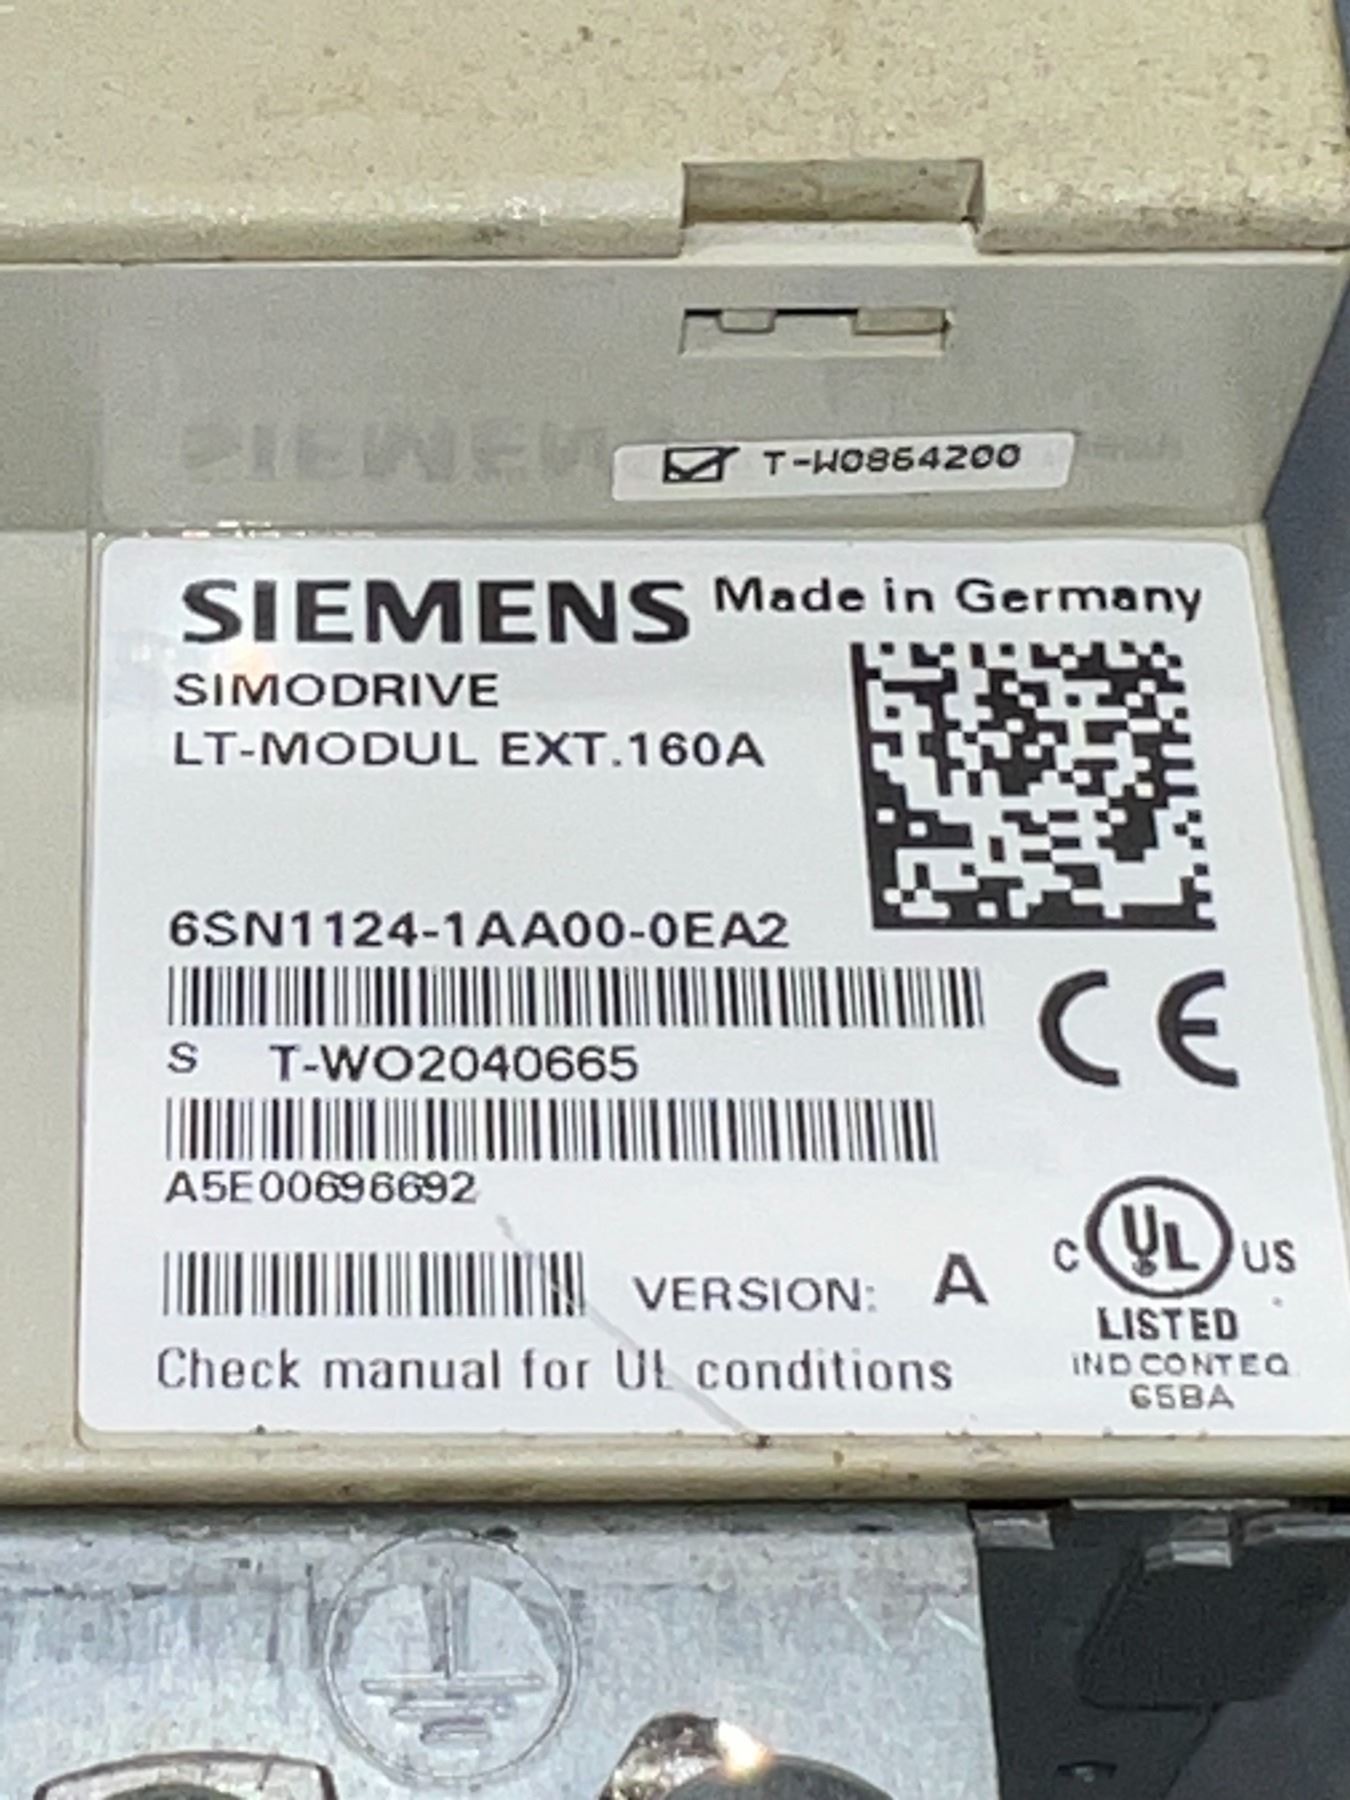 T-W0864200
SIEMENS Made in Germany
SIMODRIVE
LT-MODUL EXT.160A
6SN1124-1AA00-0EA2
S T-WO2040665
A5E00696692
VERSION: A
Check manual for UL conditions
C UL US
LISTED
IND CONT EQ
65BA